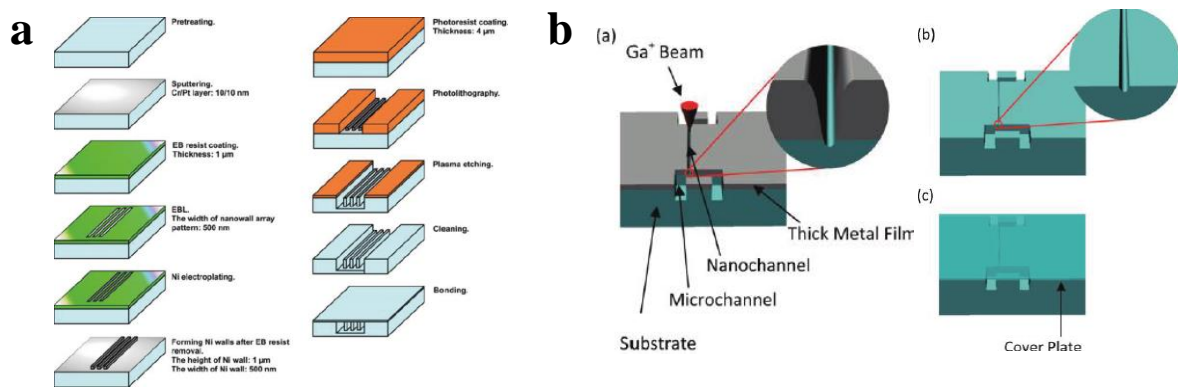 a
Pretreating.
Sputtering.
Cr/Pt layer: 10/10 nm
EB resist coating.
Thickness: 1 μm
EBL.
The width of nanowall array
pattern: 500 nm
Ni electroplating.
Forming Ni walls after EB resist
removal.
The height of Ni wall: 1 μm
The width of Ni wall: 500 nm
Photoresist coating.
Thickness: 4 μm
Photolithography.
Plasma etching.
Cleaning.
Bonding.
b
(a)
Ga⁺ Beam
Thick Metal Film
Nanochannel
Microchannel
Substrate
(b)
(c)
Cover Plate